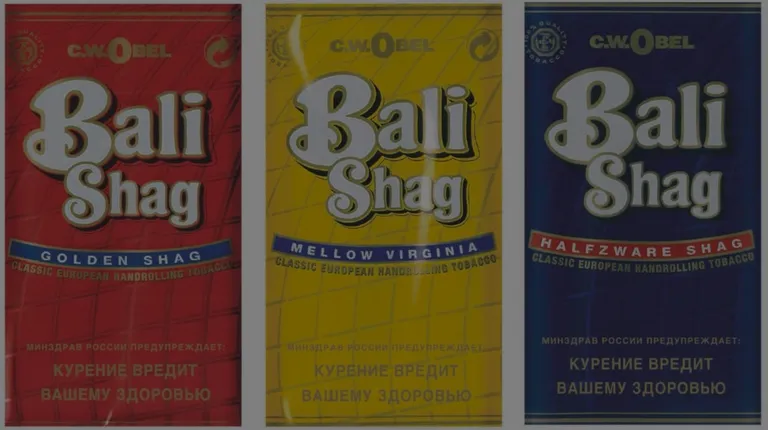 C.W.OBEL
Bali
Shag
GOLDEN SHAG
CLASSIC EUROPEAN HANDROLLING TOBACCO
МИНЗДРАВ РОССИИ ПРЕДУПРЕЖДАЕТ:
КУРЕНИЕ ВРЕДИТ
ВАШЕМУ ЗДОРОВЬЮ
C.W.OBEL
Bali
Shag
MELLOW VIRGINIA
CLASSIC EUROPEAN HANDROLLING TOBACCO
МИНЗДРАВ РОССИИ ПРЕДУПРЕЖДАЕТ:
КУРЕНИЕ ВРЕДИТ
ВАШЕМУ ЗДОРОВЬЮ
C.W.OBEL
Bali
Shag
HALFZWARE SHAG
CLASSIC EUROPEAN HANDROLLING TOBACCO
МИНЗДРАВ РОССИИ ПРЕДУПРЕЖДАЕТ:
КУРЕНИЕ ВРЕДИТ
ВАШЕМУ ЗДОРОВЬЮ